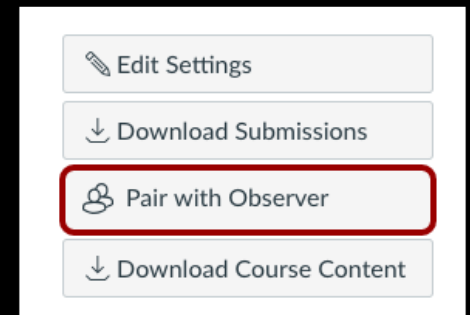 Edit Settings
Download Submissions
Pair with Observer
Download Course Content